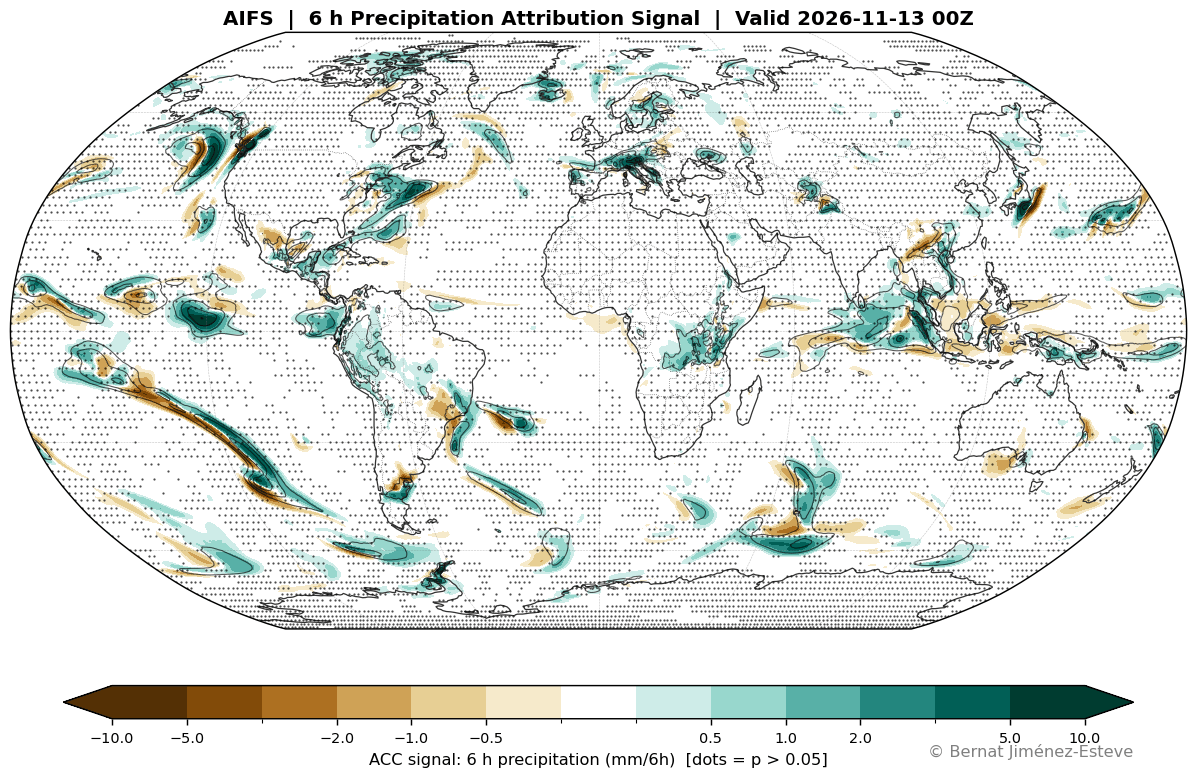 AIFS | 6 h Precipitation Attribution Signal | Valid 2026-11-13 00Z
−10.0 −5.0 −2.0 −1.0 −0.5 0.5 1.0 2.0 5.0 10.0
ACC signal: 6 h precipitation (mm/6h) [dots = p > 0.05]
© Bernat Jiménez-Esteve